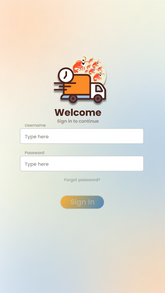 Welcome
Sign in to continue
Username
Type here
Password
Type here
Forgot password?
Sign in